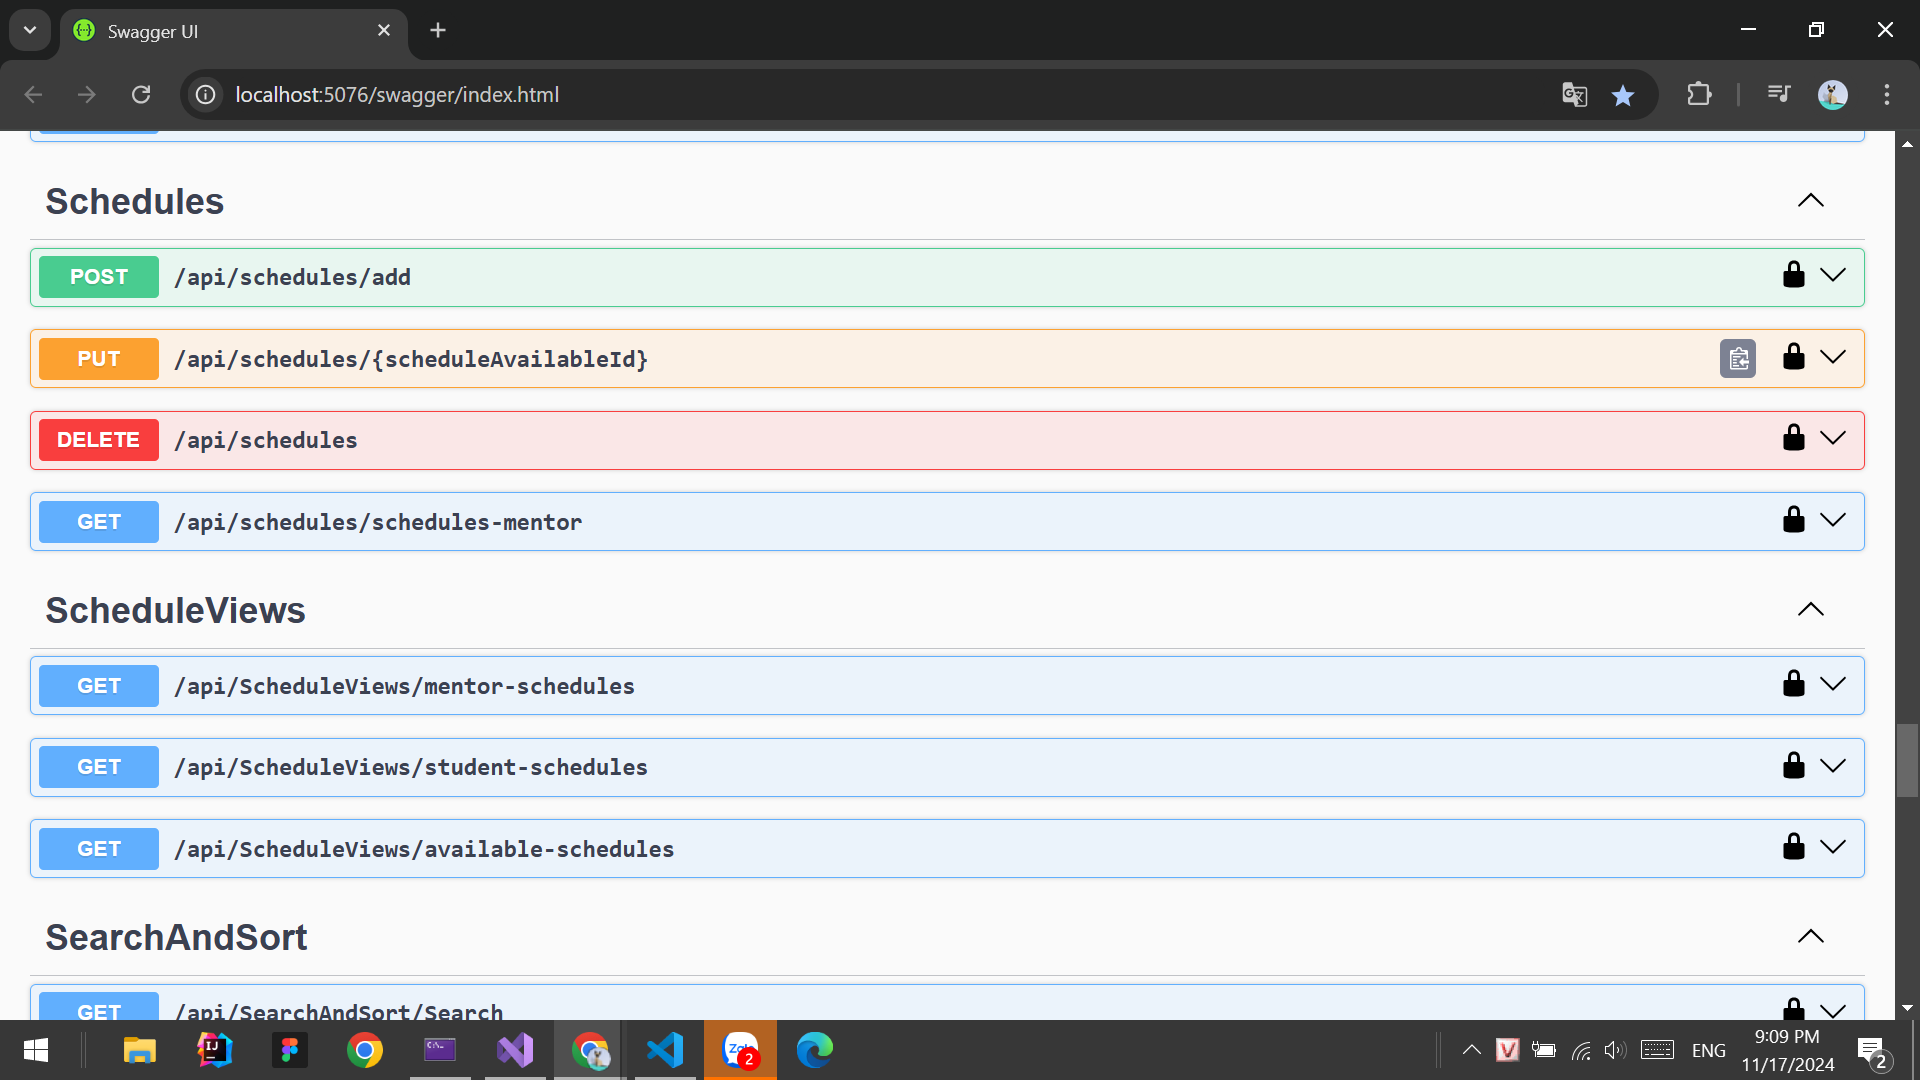 Swagger UI
localhost:5076/swagger/index.html
Schedules
POST /api/schedules/add
PUT /api/schedules/{scheduleAvailableId}
DELETE /api/schedules
GET /api/schedules/schedules-mentor
ScheduleViews
GET /api/ScheduleViews/mentor-schedules
GET /api/ScheduleViews/student-schedules
GET /api/ScheduleViews/available-schedules
SearchAndSort
GET /api/SearchAndSort/Search
2
V
ENG
9:09 PM
11/17/2024
2